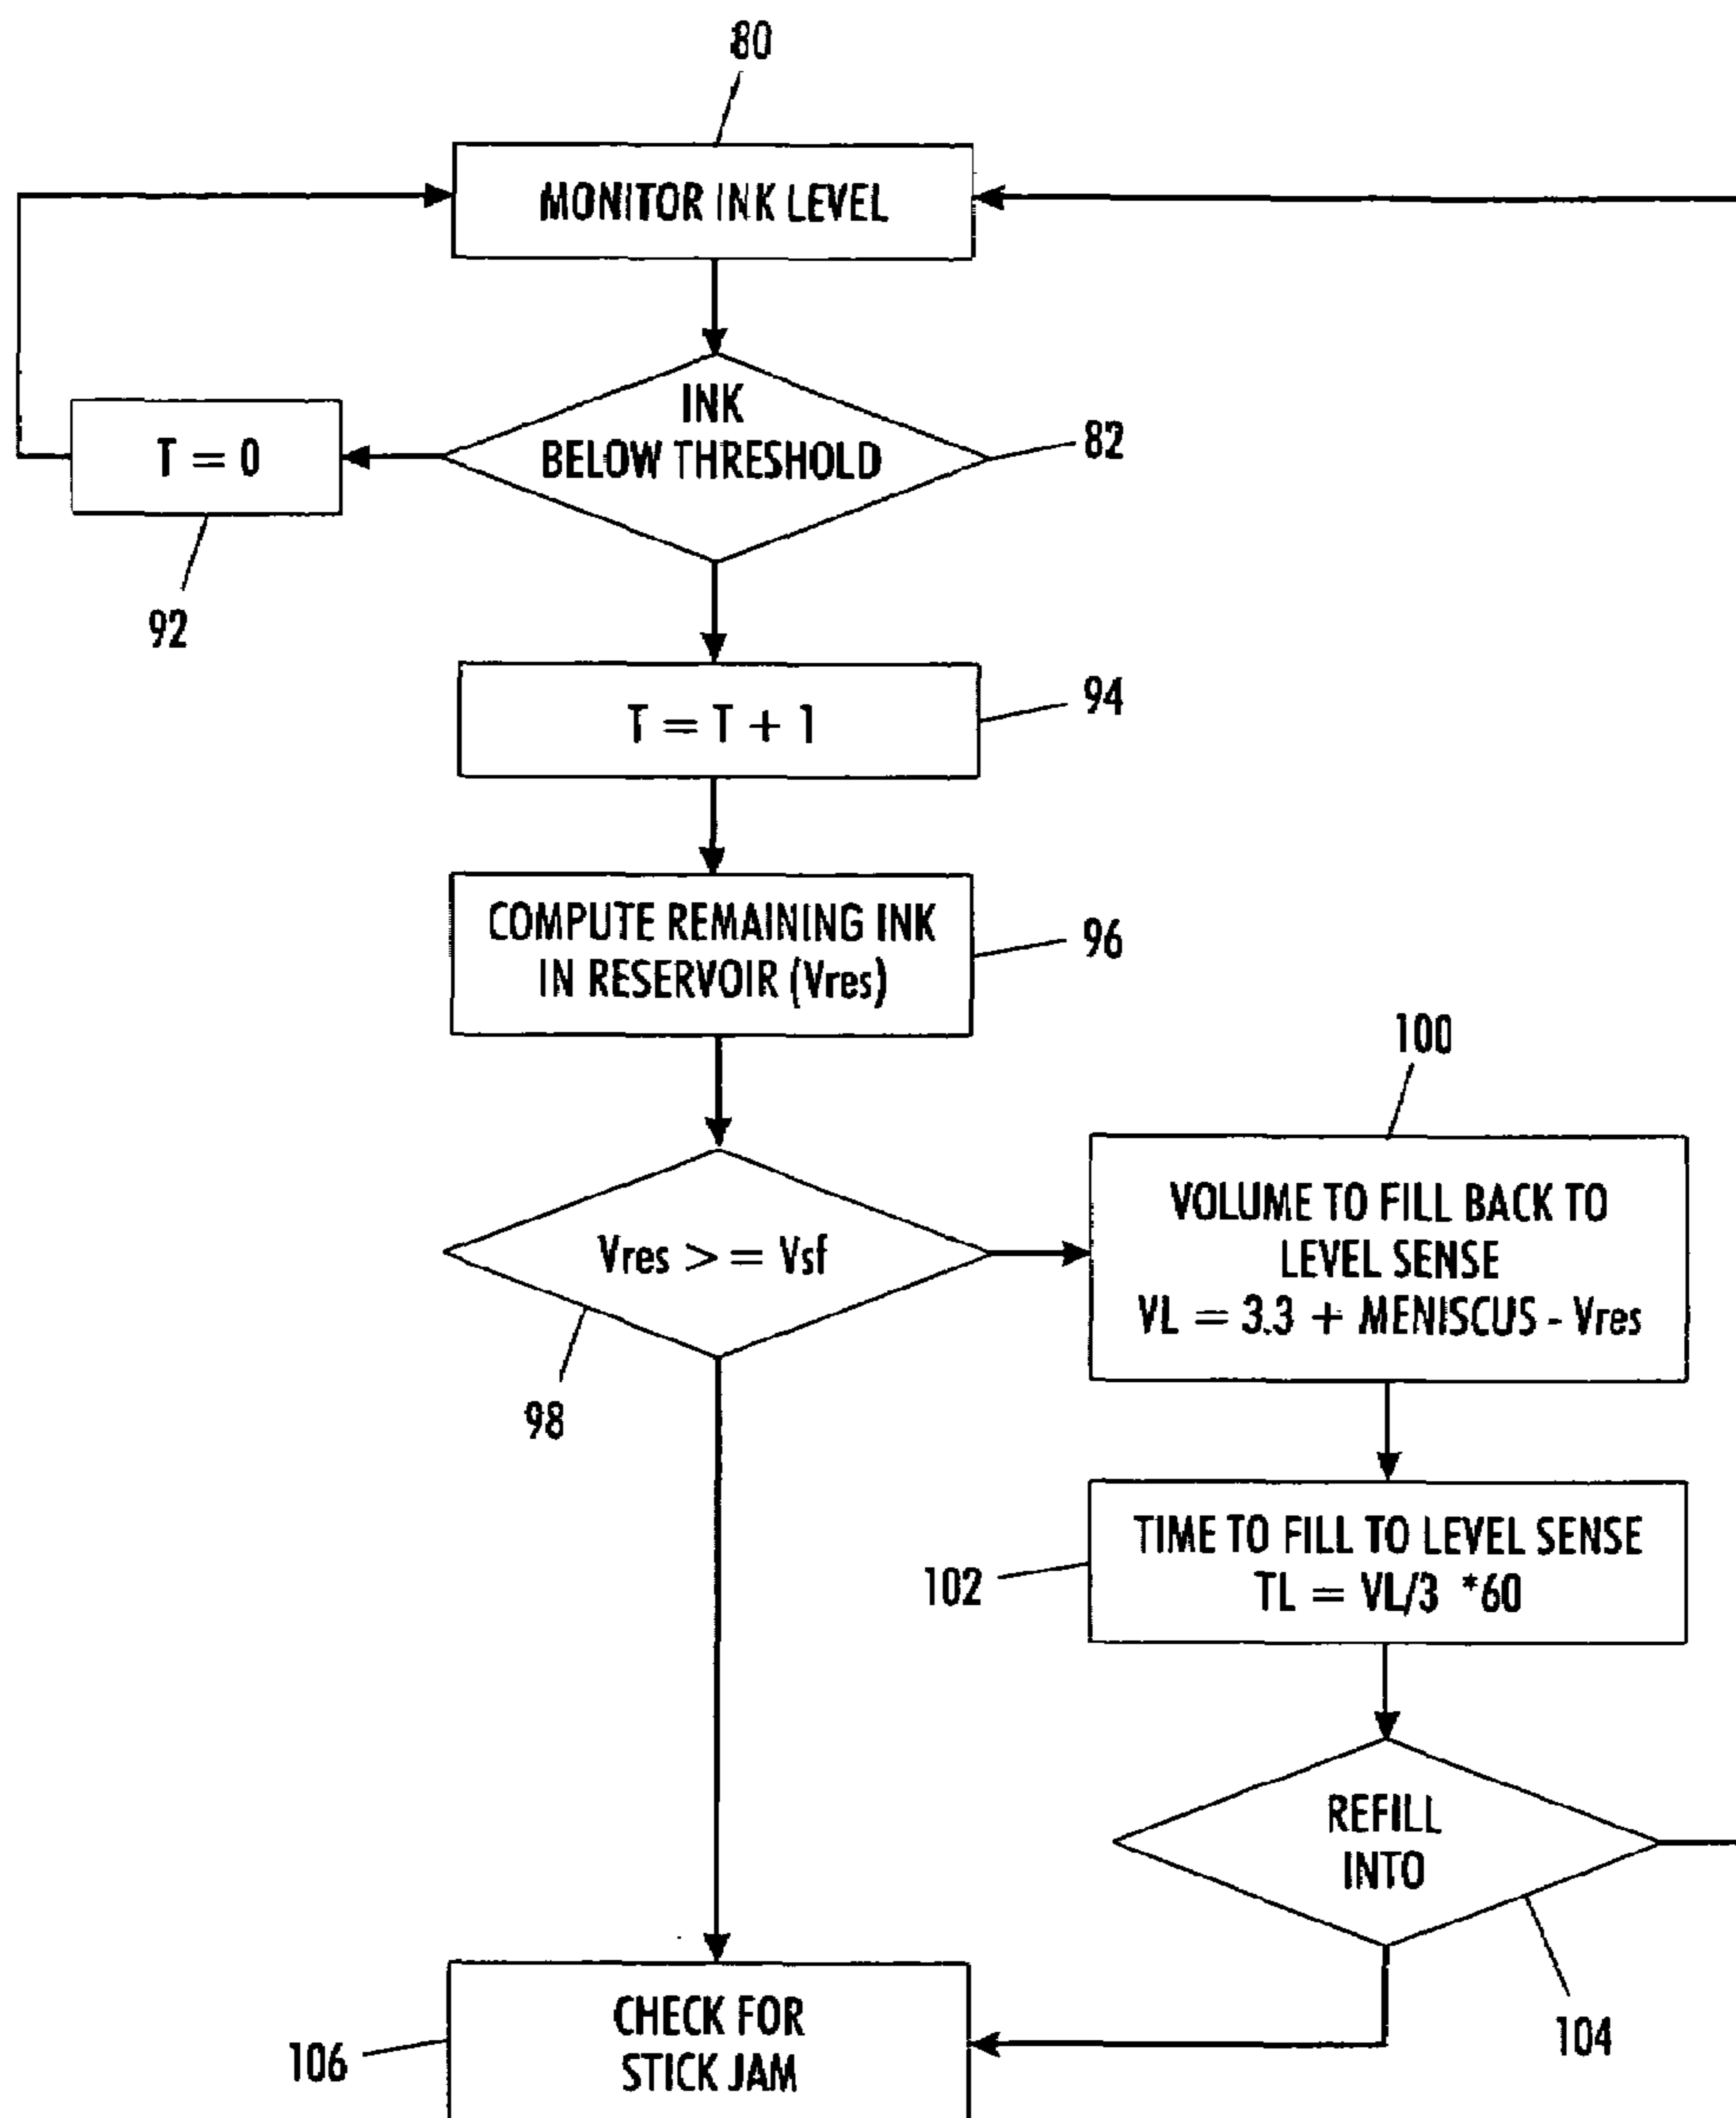 80
MONITOR INK LEVEL
INK
BELOW THRESHOLD
82
T = 0
92
T = T + 1
94
COMPUTE REMAINING INK
IN RESERVOIR (Vres)
96
Vres > = Vsf
98
100
VOLUME TO FILL BACK TO
LEVEL SENSE
VL = 3.3 + MENISCUS - Vres
TIME TO FILL TO LEVEL SENSE
TL = VL/3 *60
102
REFILL
INTO
104
CHECK FOR
STICK JAM
106